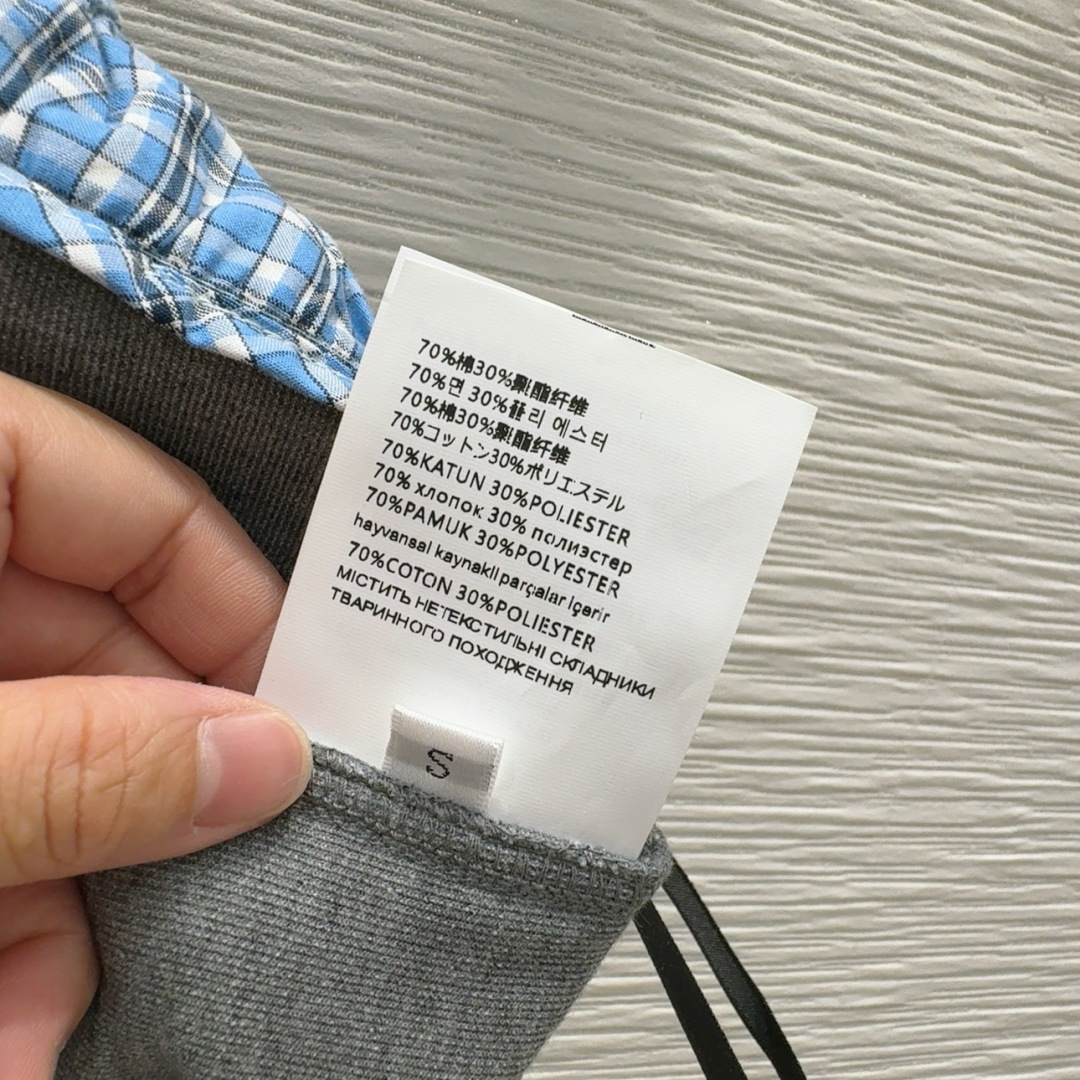 70%棉30%聚酯纤维
70%면 30%폴리 에스터
70%棉30%聚酯纤维
70%コットン30%ポリエステル
70%KATUN 30%POLIESTER
70% хлопок 30% полиэстер
70%PAMUK 30%POLYESTER
hayvansal kaynakli parçalar Içerir
70%COTON 30%POLIESTER
МІСТИТЬ НЕТЕКСТИЛЬНІ СКЛАДНИКИ
ТВАРИННОГО ПОХОДЖЕННЯ
S